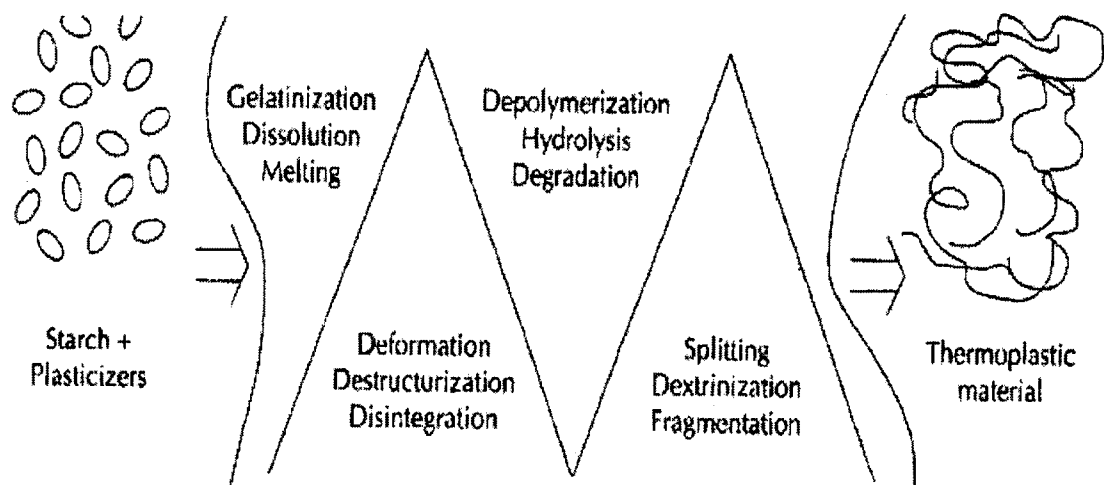 Gelatinization
Dissolution
Melting
Depolymerization
Hydrolysis
Degradation
Starch +
Plasticizers
Deformation
Destructurization
Disintegration
Splitting
Dextrinization
Fragmentation
Thermoplastic
material